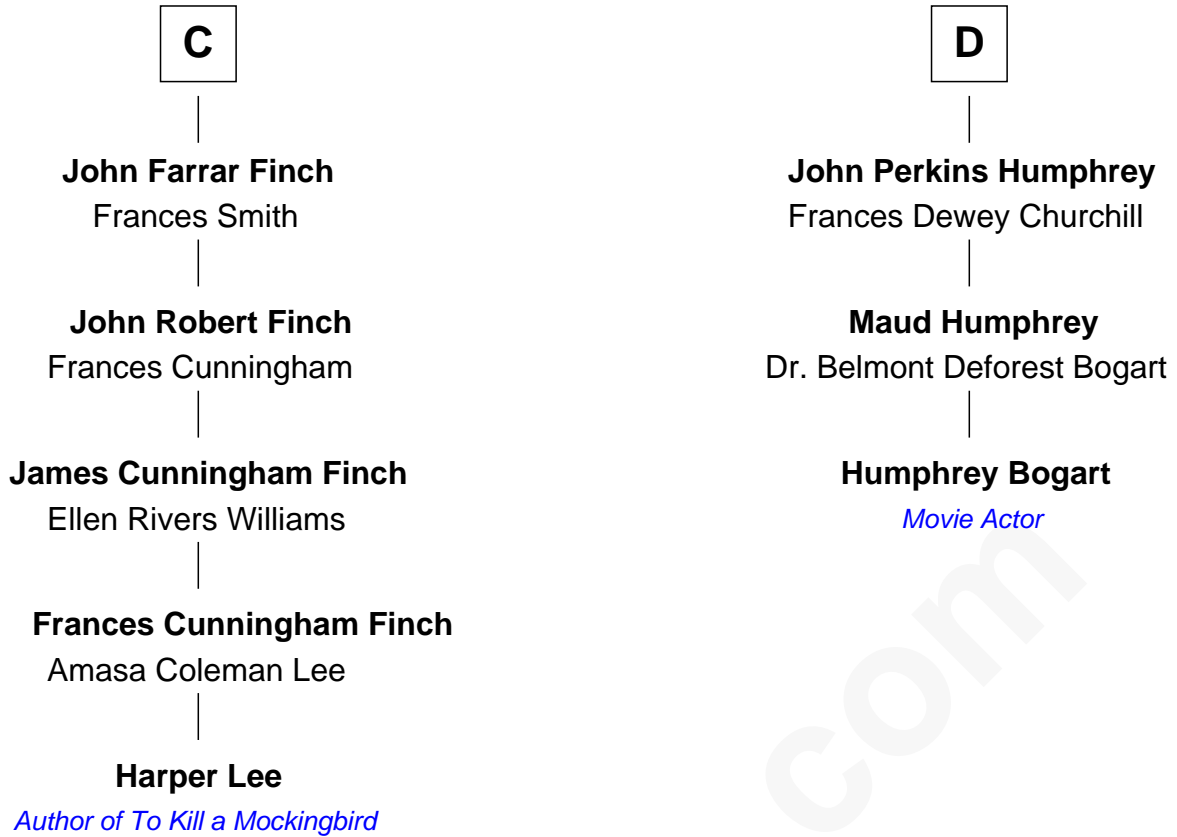 C
John Farrar Finch
Frances Smith
John Robert Finch
Frances Cunningham
James Cunningham Finch
Ellen Rivers Williams
Frances Cunningham Finch
Amasa Coleman Lee
Harper Lee
Author of To Kill a Mockingbird
D
John Perkins Humphrey
Frances Dewey Churchill
Maud Humphrey
Dr. Belmont Deforest Bogart
Humphrey Bogart
Movie Actor
com